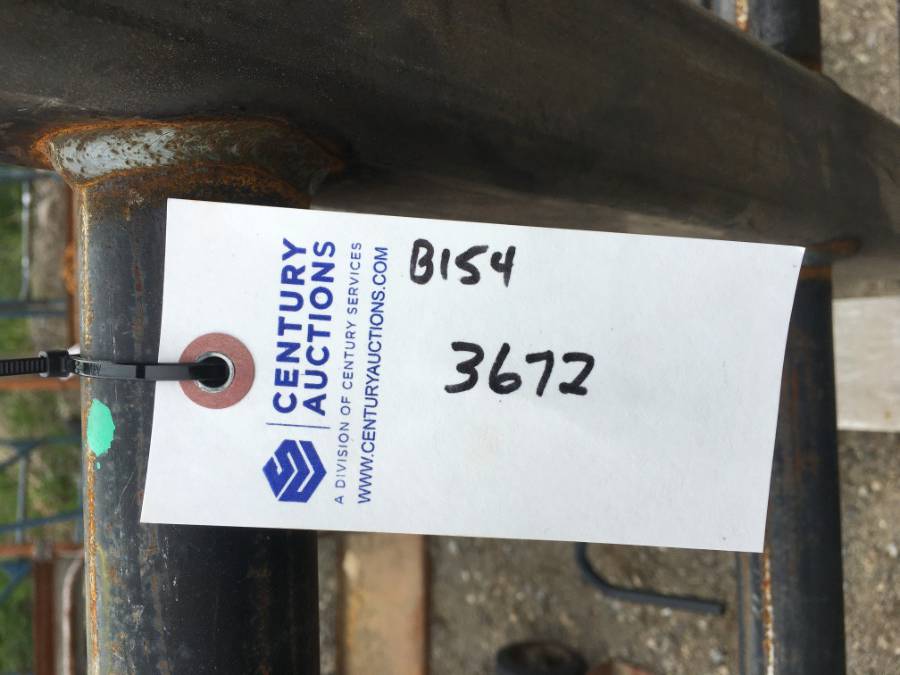 CENTURY
AUCTIONS
A DIVISION OF CENTURY SERVICES
WWW.CENTURYAUCTIONS.COM
B154
3672